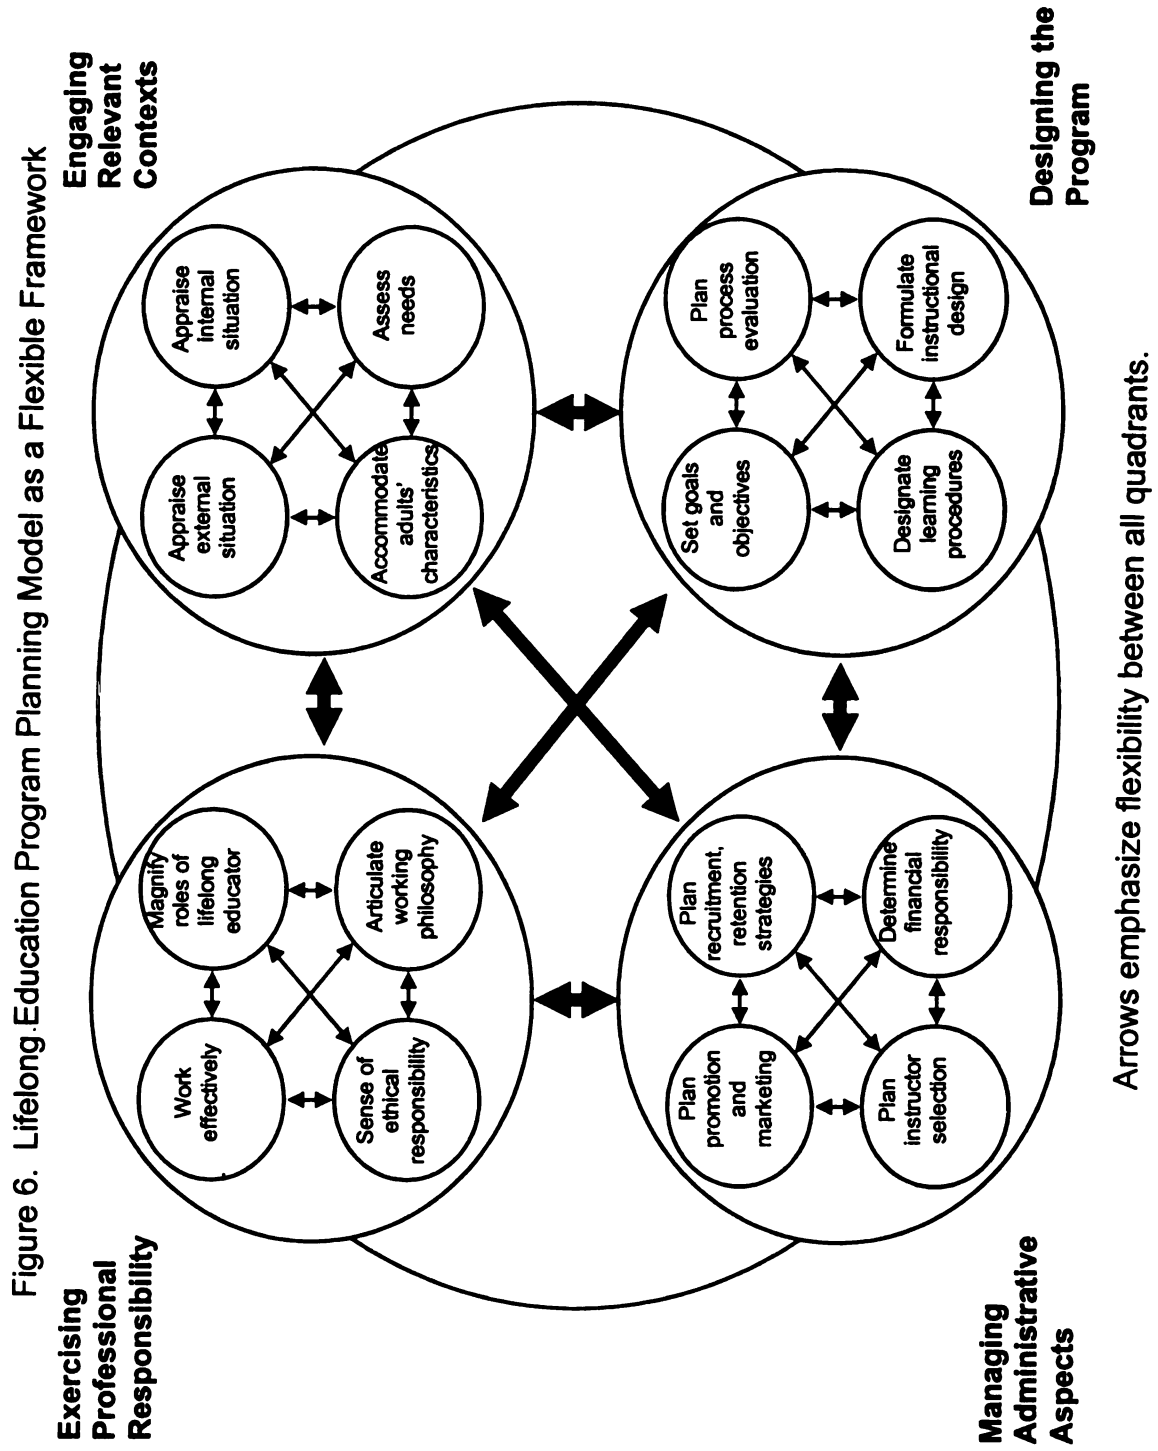 Figure 6. Lifelong Education Program Planning Model as a Flexible Framework
Exercising
Professional
Responsibility
Engaging
Relevant
Contexts
Work
effectively
Magnify
roles of
lifelong
educator
Sense of
ethical
responsibility
Articulate
working
philosophy
Appraise
external
situation
Appraise
internal
situation
Accommodate
adults'
characteristics
Assess
needs
Plan
promotion
and
marketing
Plan
recruitment,
retention
strategies
Plan
instructor
selection
Determine
financial
responsibility
Set goals
and
objectives
Plan
process
evaluation
Designate
learning
procedures
Formulate
instructional
design
Managing
Administrative
Aspects
Designing the
Program
Arrows emphasize flexibility between all quadrants.